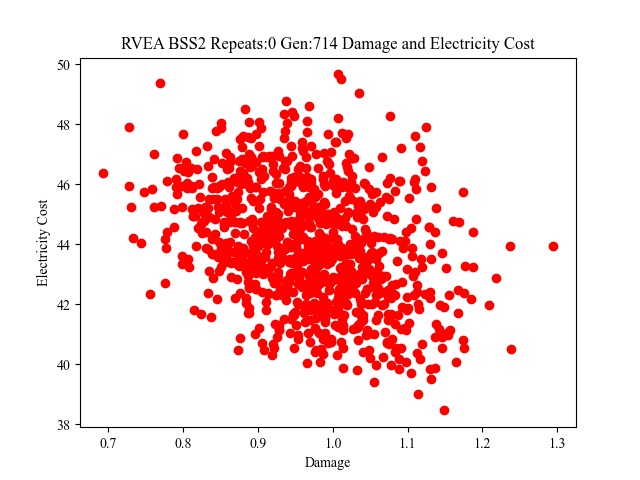 RVEA BSS2 Repeats:0 Gen:714 Damage and Electricity Cost
Electricity Cost
50
48
46
44
42
40
38
0.7 0.8 0.9 1.0 1.1 1.2 1.3
Damage